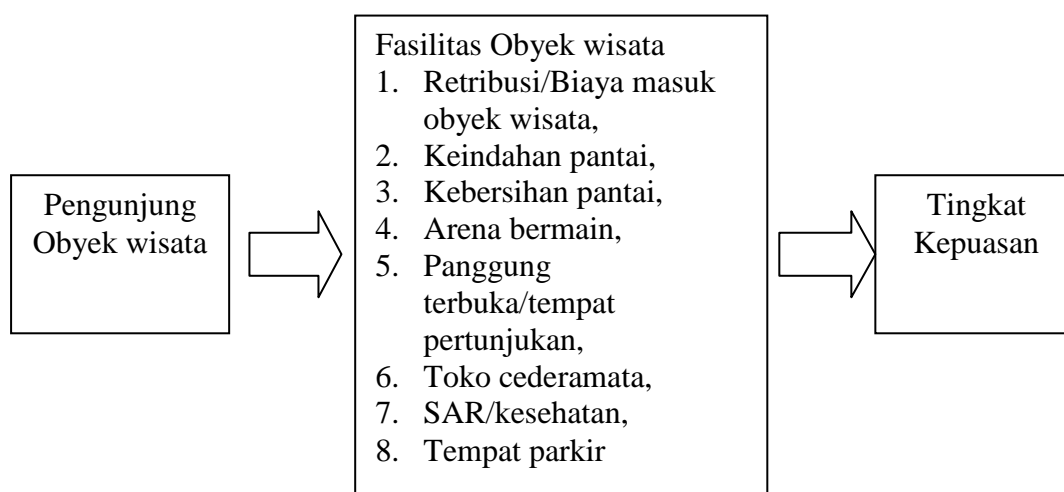 Pengunjung
Obyek wisata
Fasilitas Obyek wisata
1. Retribusi/Biaya masuk
obyek wisata,
2. Keindahan pantai,
3. Kebersihan pantai,
4. Arena bermain,
5. Panggung
terbuka/tempat
pertunjukan,
6. Toko cederamata,
7. SAR/kesehatan,
8. Tempat parkir
Tingkat
Kepuasan